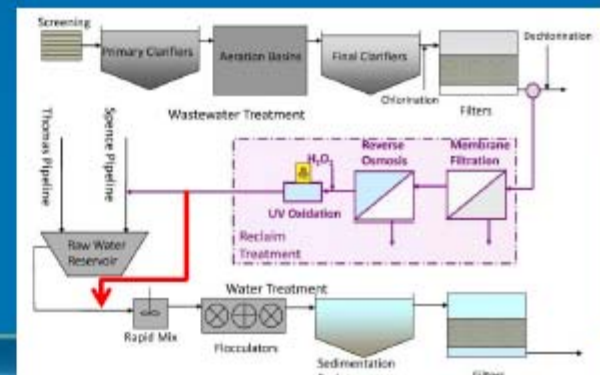 Screening
Primary Clarifiers
Aeration Basins
Final Clarifiers
Dechlorination
Chlorination
Filters
Wastewater Treatment
Thomas Pipeline
Spence Pipeline
Reverse
Osmosis
Membrane
Filtration
H2O2
UV Oxidation
Reclaim
Treatment
Raw Water
Reservoir
Water Treatment
Rapid Mix
Flocculators
Sedimentation
Filters